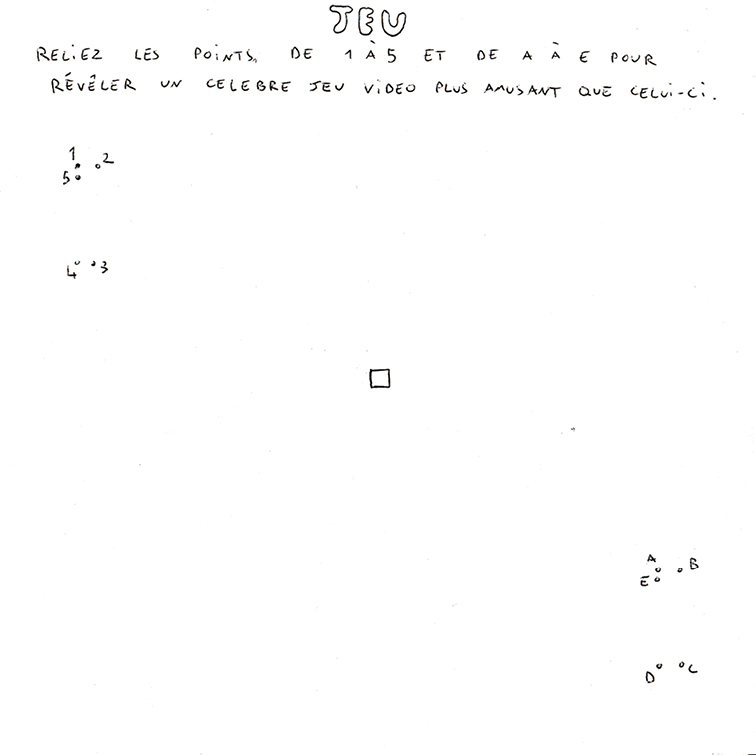 JEU
RELIEZ LES POINTS, DE 1 À 5 ET DE A À E POUR
RÉVÊLER UN CELEBRE JEU VIDEO PLUS AMUSANT QUE CELUI-CI.
1 2
5
4 3
A B
E
D C